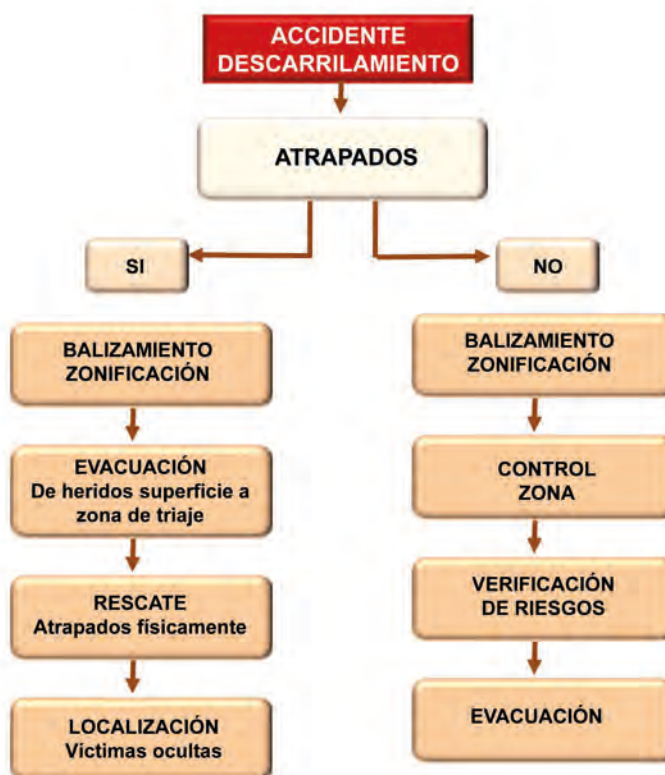 ACCIDENTE
DESCARRILAMIENTO
ATRAPADOS
SI
BALIZAMIENTO
ZONIFICACIÓN
EVACUACIÓN
De heridos superficie a
zona de triaje
RESCATE
Atrapados físicamente
LOCALIZACIÓN
Víctimas ocultas
NO
BALIZAMIENTO
ZONIFICACIÓN
CONTROL
ZONA
VERIFICACIÓN
DE RIESGOS
EVACUACIÓN